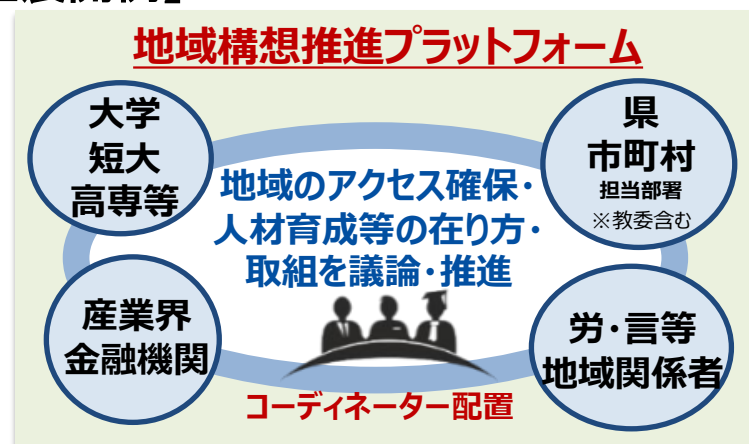 地域構想推進プラットフォーム
大学
短大
高専等
県
市町村
担当部署
※教委含む
地域のアクセス確保・
人材育成等の在り方・
取組を議論・推進
産業界
金融機関
労・言等
地域関係者
コーディネーター配置